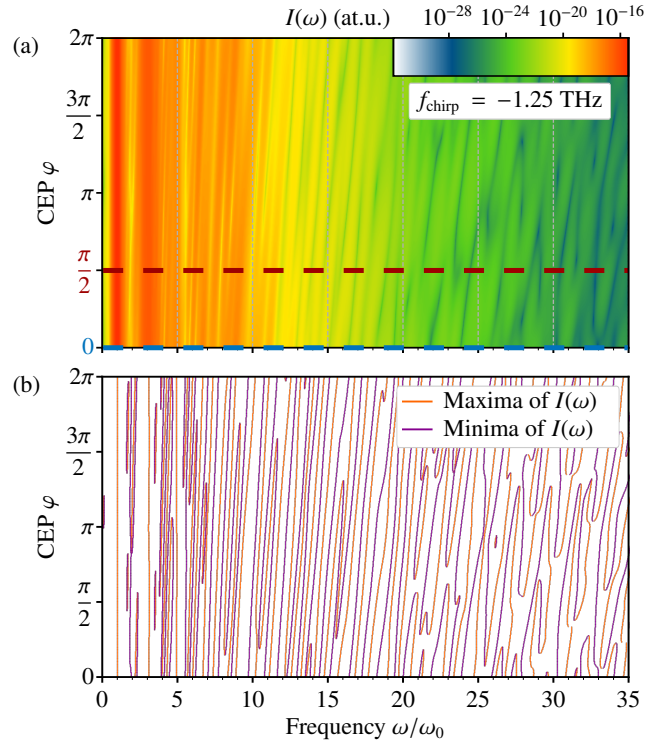 I(ω) (at.u.) 10⁻²⁸ 10⁻²⁴ 10⁻²⁰ 10⁻¹⁶
(a)
f_chirp = −1.25 THz
CEP φ
2π
3π/2
π
π/2
0
(b)
Maxima of I(ω)
Minima of I(ω)
CEP φ
2π
3π/2
π
π/2
0
0 5 10 15 20 25 30 35
Frequency ω/ω₀